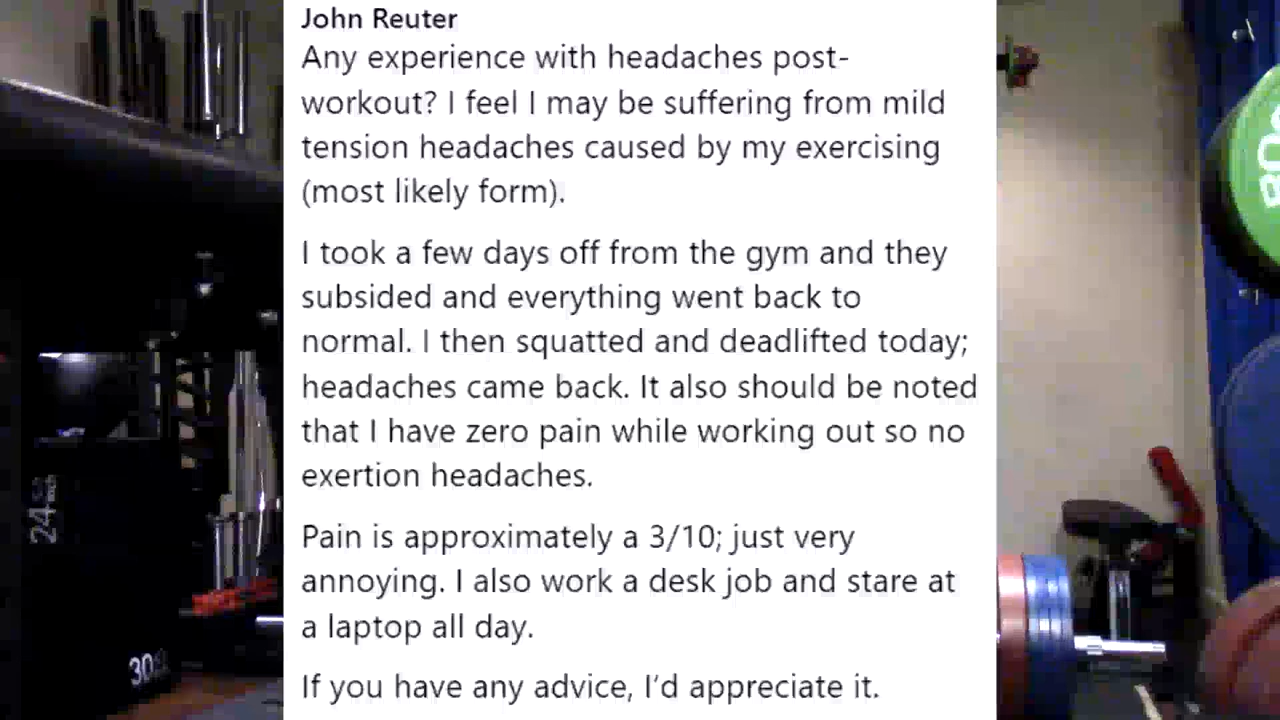 John Reuter
Any experience with headaches post-
workout? I feel I may be suffering from mild
tension headaches caused by my exercising
(most likely form).
I took a few days off from the gym and they
subsided and everything went back to
normal. I then squatted and deadlifted today;
headaches came back. It also should be noted
that I have zero pain while working out so no
exertion headaches.
Pain is approximately a 3/10; just very
annoying. I also work a desk job and stare at
a laptop all day.
If you have any advice, I'd appreciate it.
24
30